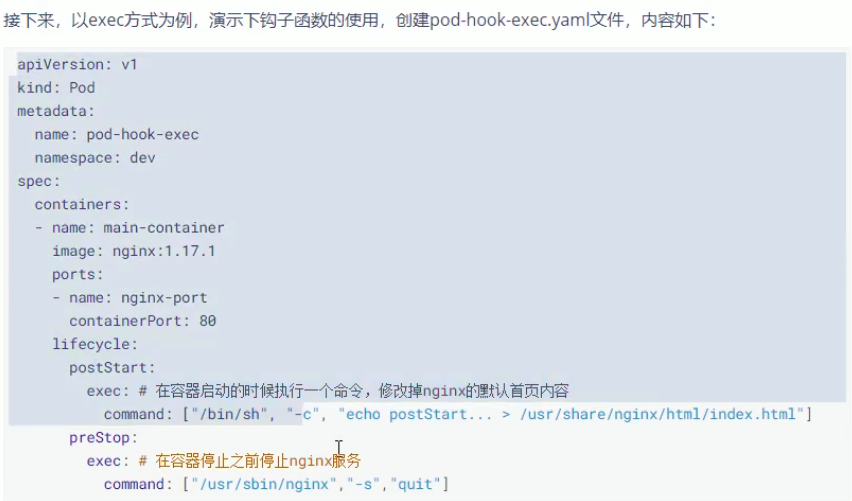 接下来，以exec方式为例，演示下钩子函数的使用，创建pod-hook-exec.yaml文件，内容如下：
apiVersion: v1
kind: Pod
metadata:
  name: pod-hook-exec
  namespace: dev
spec:
  containers:
  - name: main-container
    image: nginx:1.17.1
    ports:
    - name: nginx-port
      containerPort: 80
    lifecycle:
      postStart:
        exec: # 在容器启动的时候执行一个命令，修改掉nginx的默认首页内容
          command: ["/bin/sh", "-c", "echo postStart... > /usr/share/nginx/html/index.html"]
      preStop:
        exec: # 在容器停止之前停止nginx服务
          command: ["/usr/sbin/nginx","-s","quit"]